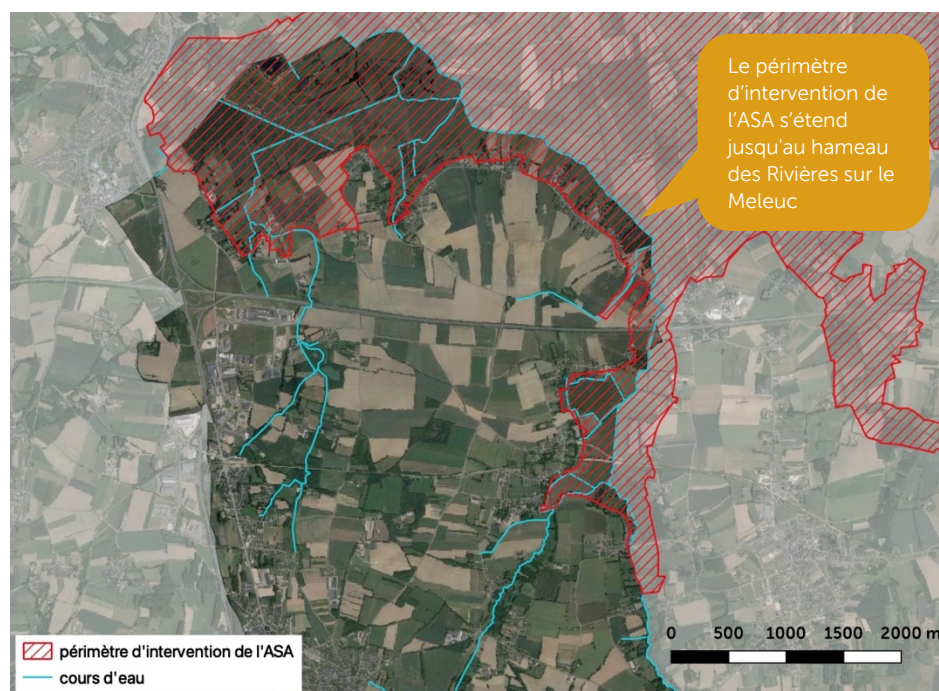 Le périmètre
d’intervention de
l’ASA s’étend
jusqu'au hameau
des Rivières sur le
Meleuc
0 500 1000 1500 2000 m
périmètre d'intervention de l'ASA
cours d'eau